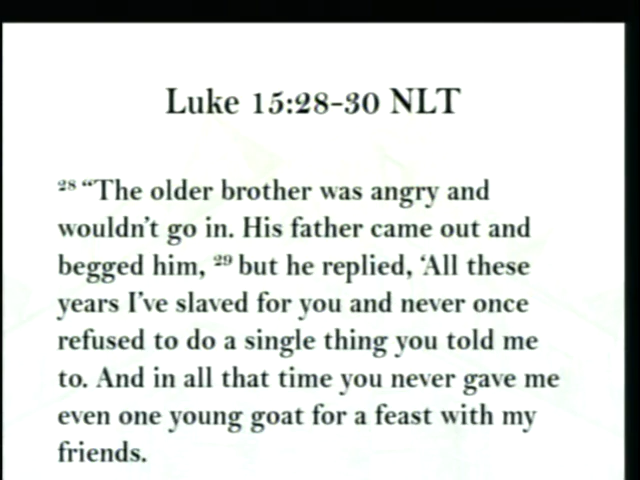 Luke 15:28-30 NLT
28 “The older brother was angry and
wouldn’t go in. His father came out and
begged him, 29 but he replied, ‘All these
years I’ve slaved for you and never once
refused to do a single thing you told me
to. And in all that time you never gave me
even one young goat for a feast with my
friends.